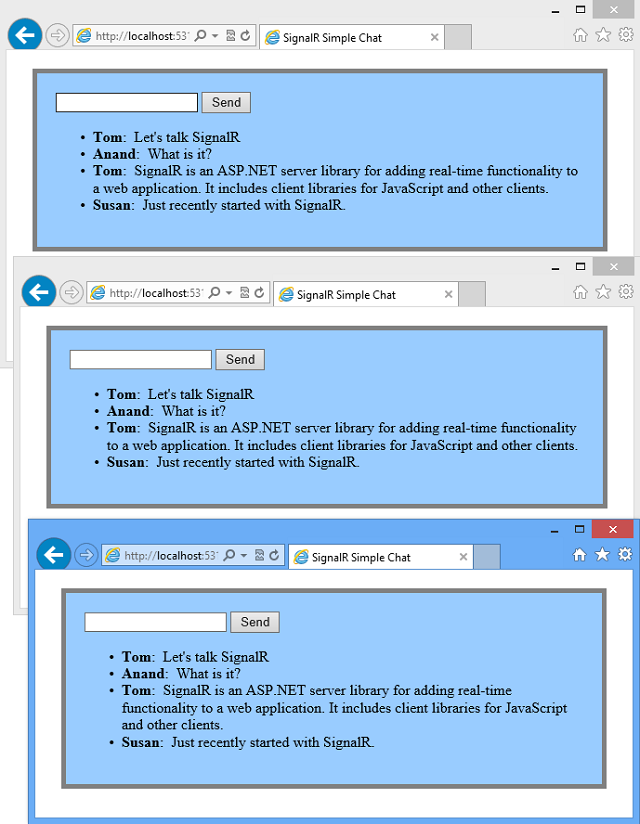 http://localhost:53
SignalR Simple Chat
Send
• Tom: Let's talk SignalR
• Anand: What is it?
• Tom: SignalR is an ASP.NET server library for adding real-time functionality to
a web application. It includes client libraries for JavaScript and other clients.
• Susan: Just recently started with SignalR.
http://localhost:53
SignalR Simple Chat
Send
• Tom: Let's talk SignalR
• Anand: What is it?
• Tom: SignalR is an ASP.NET server library for adding real-time functionality
to a web application. It includes client libraries for JavaScript and other clients.
• Susan: Just recently started with SignalR.
http://localhost:53
SignalR Simple Chat
Send
• Tom: Let's talk SignalR
• Anand: What is it?
• Tom: SignalR is an ASP.NET server library for adding real-time
functionality to a web application. It includes client libraries for JavaScript
and other clients.
• Susan: Just recently started with SignalR.